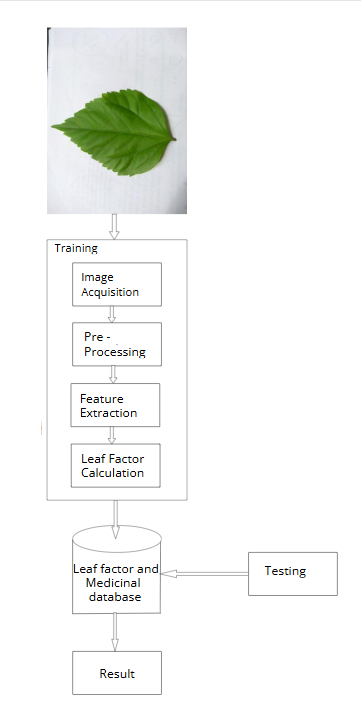 Training
Image
Acquisition
Pre -
Processing
Feature
Extraction
Leaf Factor
Calculation
Leaf factor and
Medicinal
database
Testing
Result